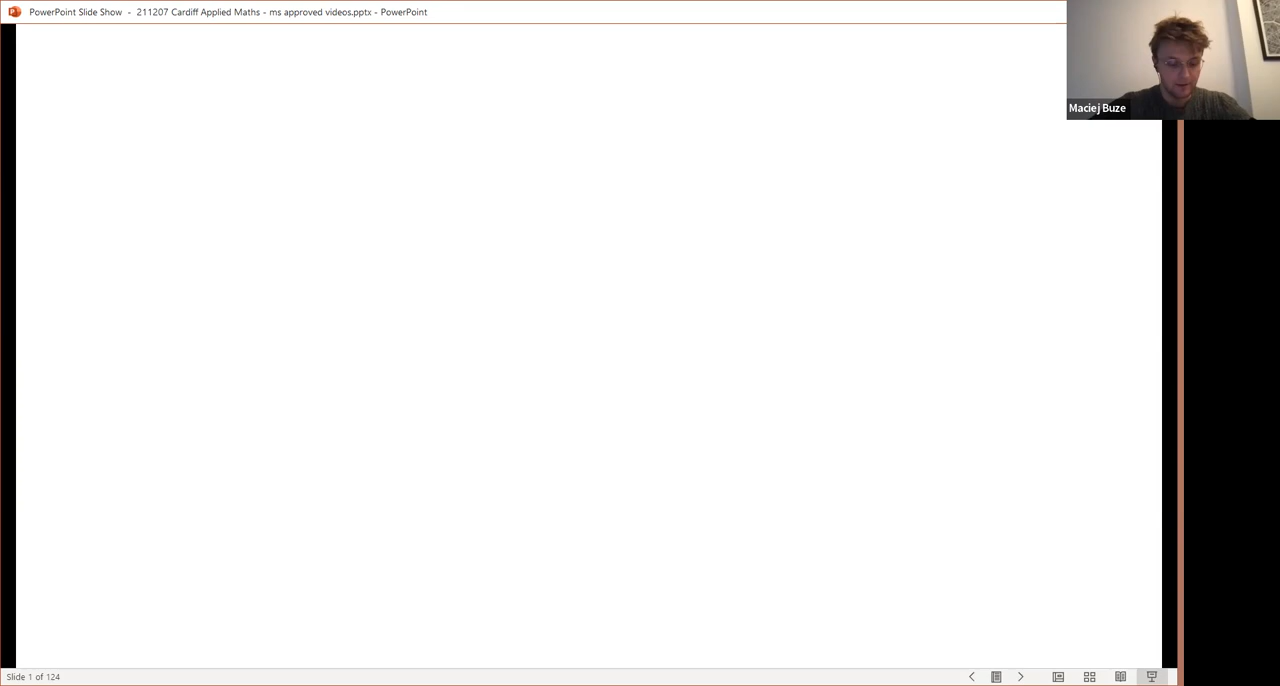 PowerPoint Slide Show - 211207 Cardiff Applied Maths - ms approved videos.pptx - PowerPoint
Maciej Buze
Slide 1 of 124